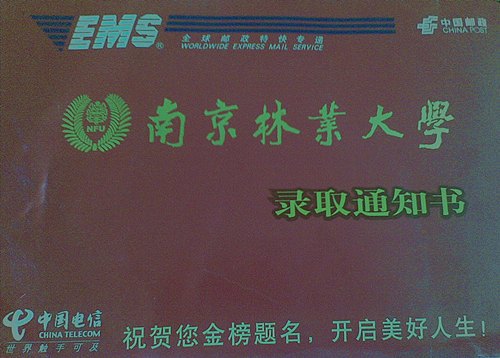 EMS®
全球邮政特快专递
WORLDWIDE EXPRESS MAIL SERVICE
中国邮政
CHINA POST
NFU
南京林业大學
录取通知书
中国电信
CHINA TELECOM
世界触手可及
祝贺您金榜题名，开启美好人生！